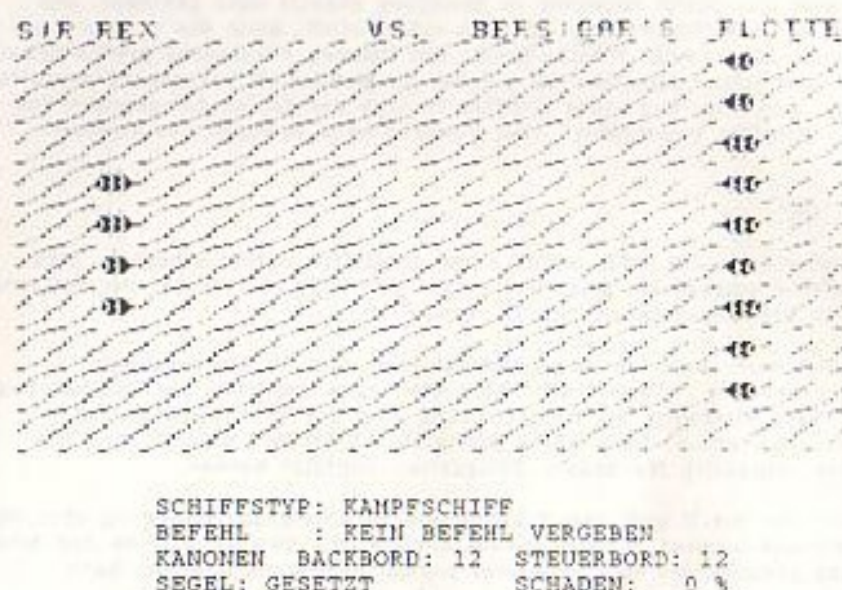 SIR REX VS. BERSIGAR'S FLOTTE
SCHIFFSTYP: KAMPFSCHIFF
BEFEHL : KEIN BEFEHL VERGEBEN
KANONEN BACKBORD: 12 STEUERBORD: 12
SEGEL: GESETZT SCHADEN: 0 %